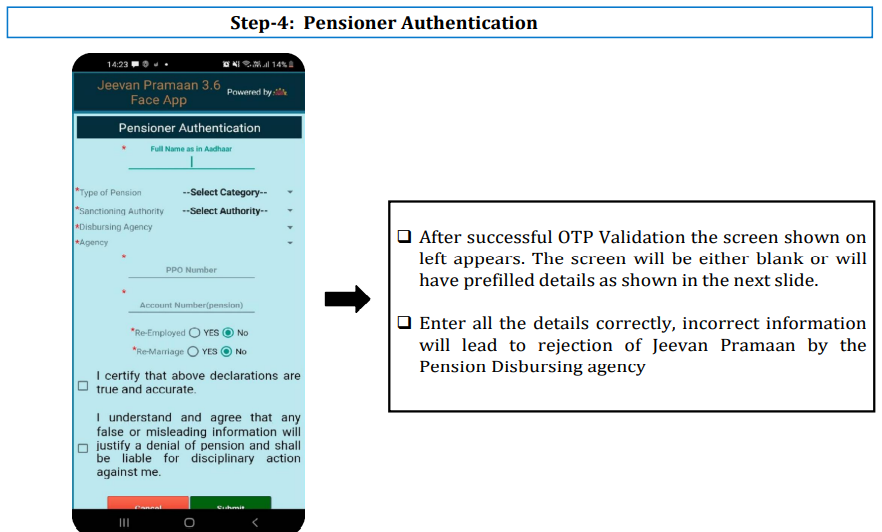 Step-4: Pensioner Authentication
14:23
14%
Jeevan Pramaan 3.6
Face App
Powered by
Pensioner Authentication
* Full Name as in Aadhaar
*Type of Pension --Select Category--
*Sanctioning Authority --Select Authority--
*Disbursing Agency
*Agency
*
PPO Number
*
Account Number(pension)
*Re-Employed YES No
*Re-Marriage YES No
I certify that above declarations are
true and accurate.
I understand and agree that any
false or misleading information will
justify a denial of pension and shall
be liable for disciplinary action
against me.
Cancel Submit
After successful OTP Validation the screen shown on
left appears. The screen will be either blank or will
have prefilled details as shown in the next slide.
Enter all the details correctly, incorrect information
will lead to rejection of Jeevan Pramaan by the
Pension Disbursing agency